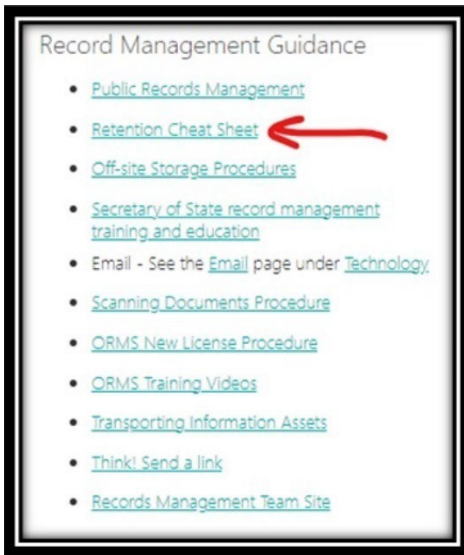 Record Management Guidance
Public Records Management
Retention Cheat Sheet
Off-site Storage Procedures
Secretary of State record management
training and education
Email - See the Email page under Technology
Scanning Documents Procedure
ORMS New License Procedure
ORMS Training Videos
Transporting Information Assets
Think! Send a link
Records Management Team Site